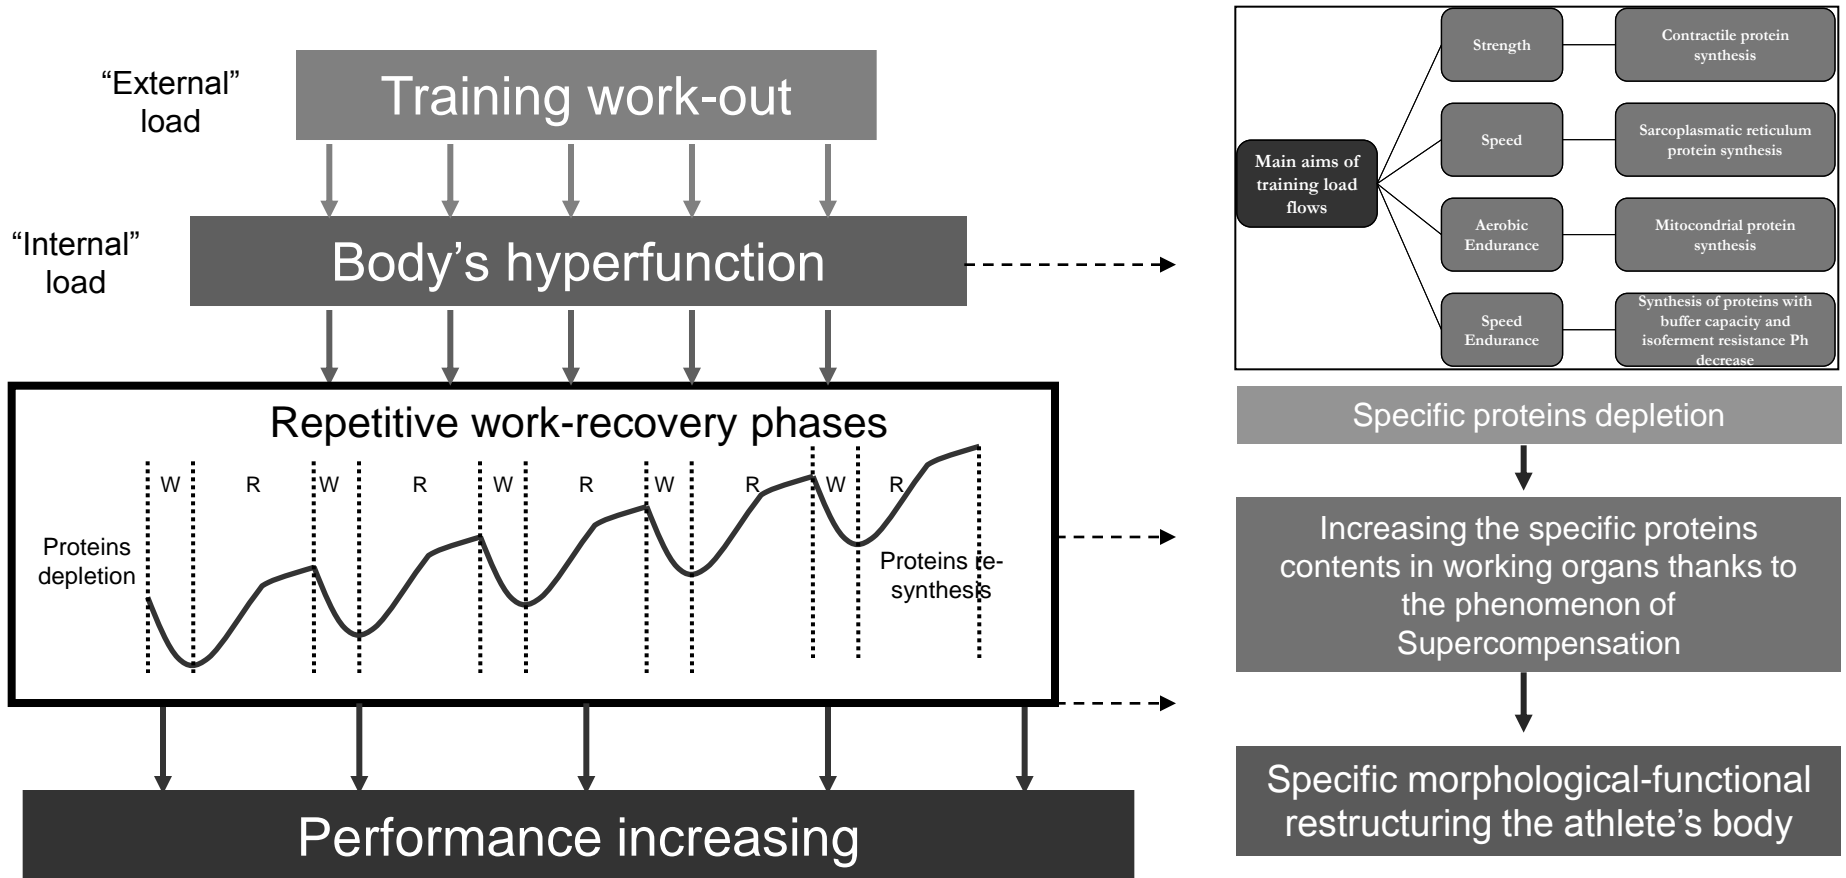 “External”
load
Training work-out
“Internal”
load
Body’s hyperfunction
Repetitive work-recovery phases
W R W R W R W R W R
Proteins
depletion
Proteins re-
synthesis
Performance increasing
Main aims of
training load
flows
Strength
Contractile protein
synthesis
Speed
Sarcoplasmatic reticulum
protein synthesis
Aerobic
Endurance
Mitocondrial protein
synthesis
Speed
Endurance
Synthesis of proteins with
buffer capacity and
isoferment resistance Ph
decrease
Specific proteins depletion
Increasing the specific proteins
contents in working organs thanks to
the phenomenon of
Supercompensation
Specific morphological-functional
restructuring the athlete’s body